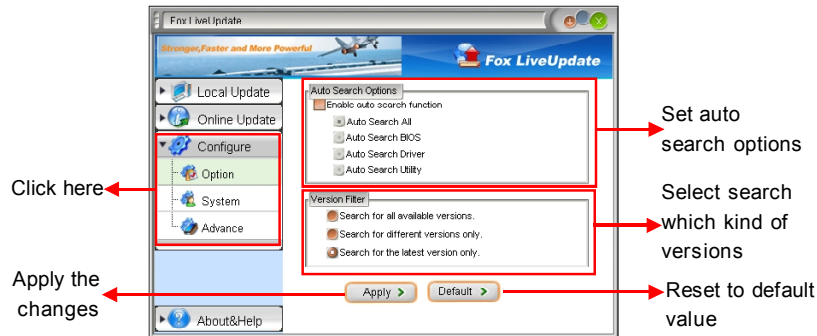 Fox LiveUpdate
Stronger,Faster and More Powerful
Fox LiveUpdate
Local Update
Online Update
Configure
Option
System
Advance
About&Help
Auto Search Options
Enable auto search function
Auto Search All
Auto Search BIOS
Auto Search Driver
Auto Search Utility
Version Filter
Search for all available versions.
Search for different versions only.
Search for the latest version only.
Apply
Default
Click here
Apply the
changes
Set auto
search options
Select search
which kind of
versions
Reset to default
value